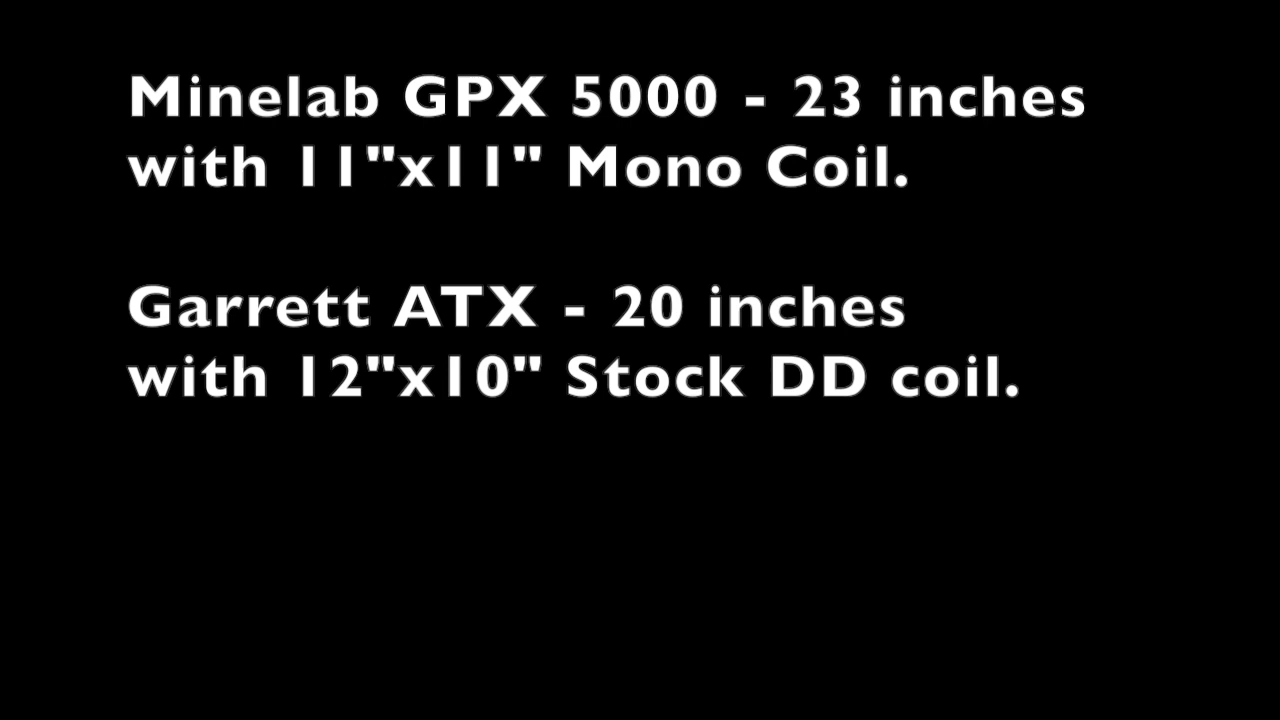 Minelab GPX 5000 - 23 inches
with 11"x11" Mono Coil.
Garrett ATX - 20 inches
with 12"x10" Stock DD coil.